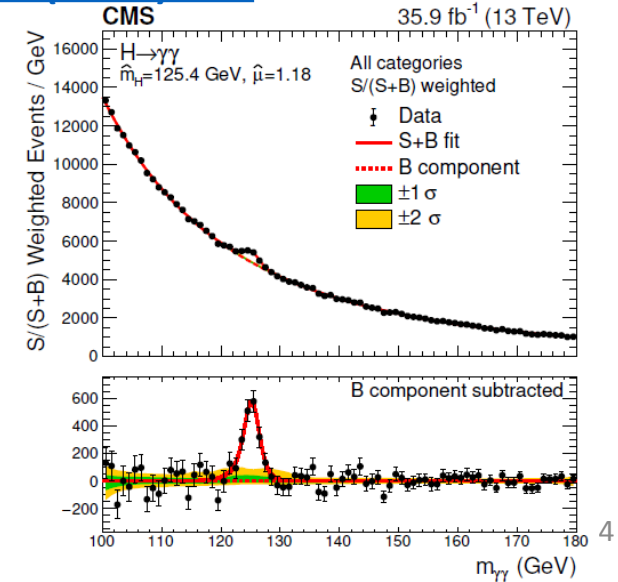 CMS 35.9 fb⁻¹ (13 TeV)
H→γγ
m̂_H=125.4 GeV, μ̂=1.18
All categories
S/(S+B) weighted
Data
S+B fit
B component
±1 σ
±2 σ
S/(S+B) Weighted Events / GeV
16000
14000
12000
10000
8000
6000
4000
2000
0
B component subtracted
600
400
200
0
−200
100 110 120 130 140 150 160 170 180
m_γγ (GeV)
4